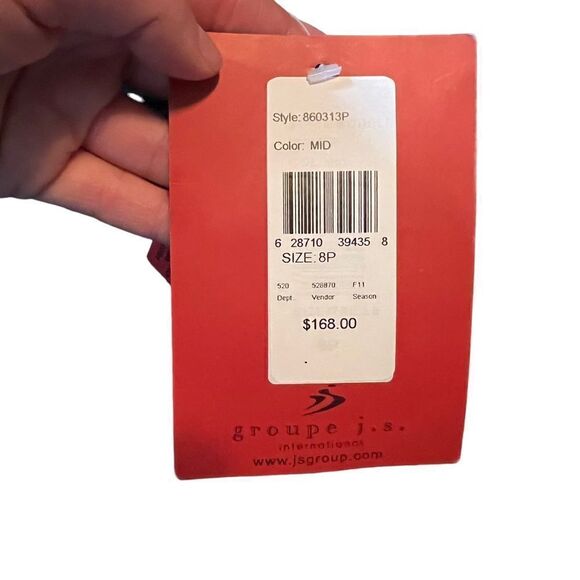 Style: 860313P
Color: MID
6 28710 39435 8
SIZE: 8P
520 528870 F11
Dept. Vendor Season
$168.00
groupe j.s.
international
www.jsgroup.com